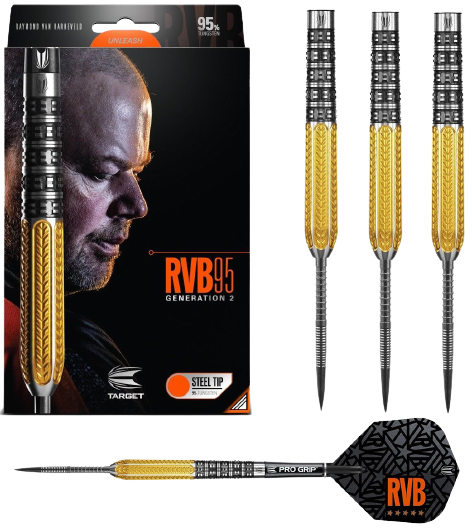 RAYMOND VAN BARNEVELD
95%
TUNGSTEN
UNLEASH
RVB95
GENERATION 2
STEEL TIP
95 TUNGSTEN
TARGET
PRO GRIP
RVB